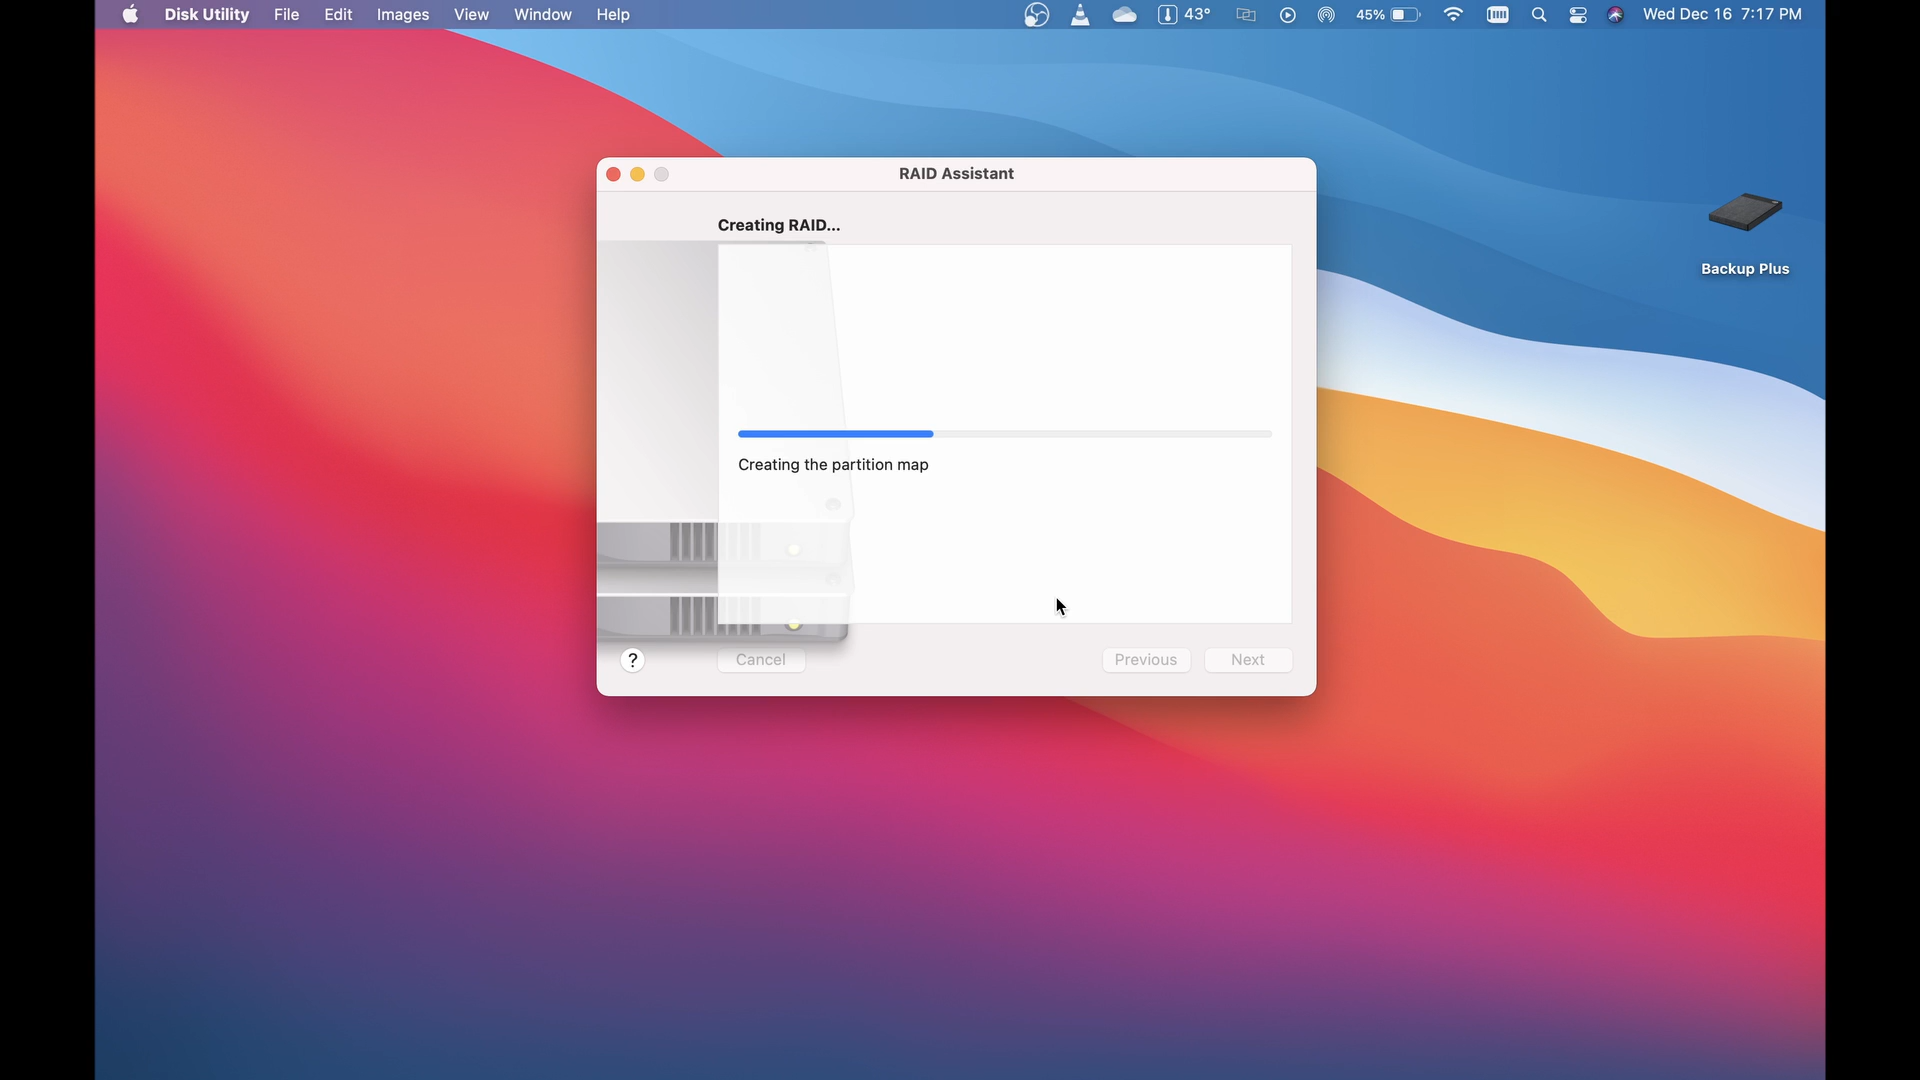 Disk Utility File Edit Images View Window Help 43° 45% Wed Dec 16 7:17 PM
RAID Assistant
Creating RAID...
Backup Plus
Creating the partition map
? Cancel Previous Next